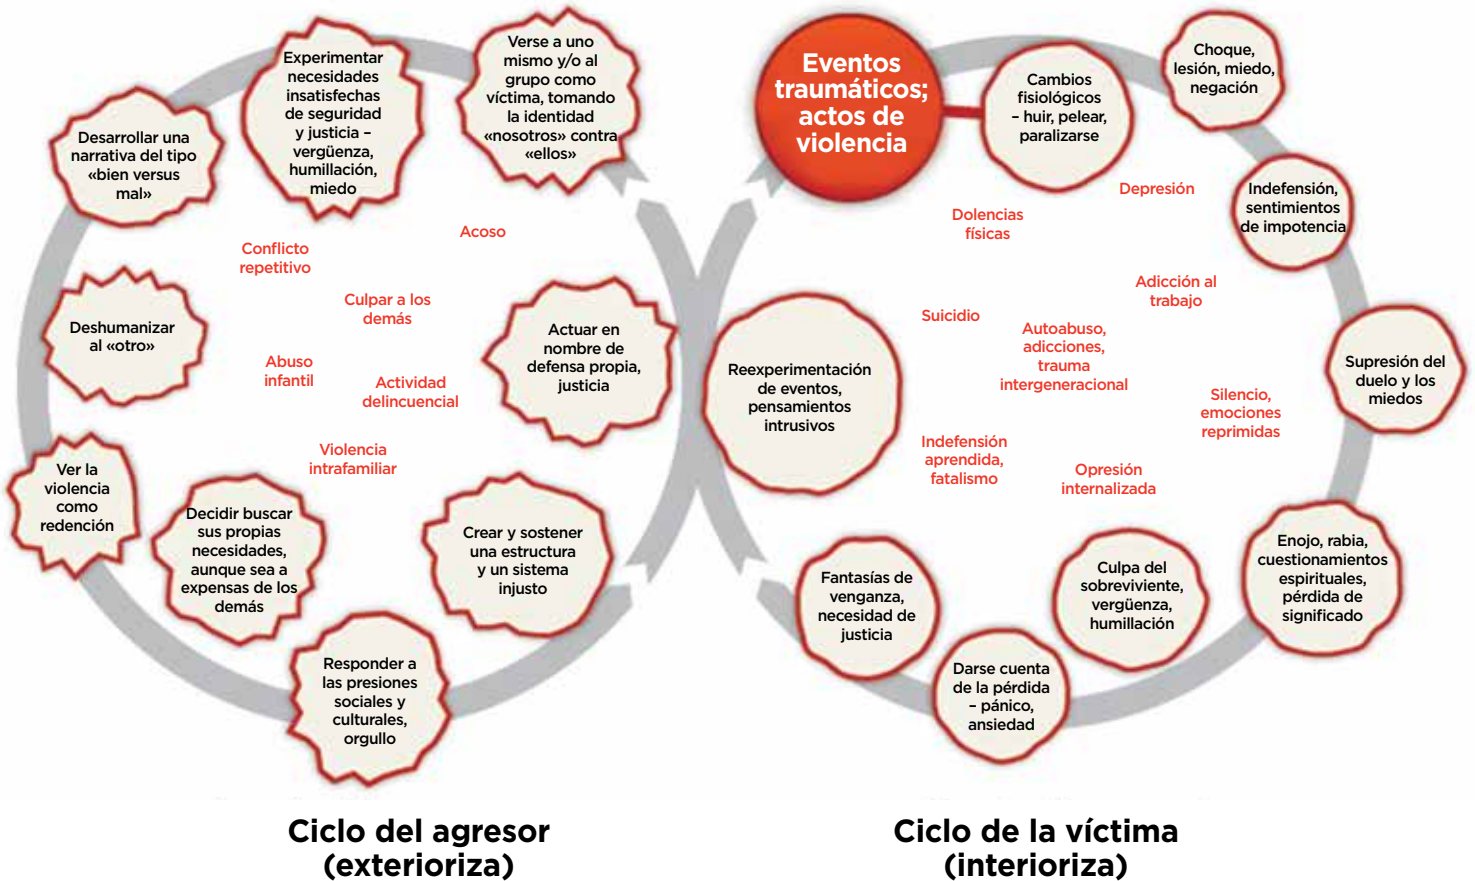 Experimentar
necesidades
insatisfechas
de seguridad
y justicia –
vergüenza,
humillación,
miedo
Verse a uno
mismo y/o al
grupo como
víctima, tomando
la identidad
«nosotros» contra
«ellos»
Desarrollar una
narrativa del tipo
«bien versus
mal»
Acoso
Conflicto
repetitivo
Culpar a los
demás
Deshumanizar
al «otro»
Abuso
infantil
Actividad
delincuencial
Actuar en
nombre de
defensa propia,
justicia
Violencia
intrafamiliar
Ver la
violencia
como
redención
Decidir buscar
sus propias
necesidades,
aunque sea a
expensas de los
demás
Crear y sostener
una estructura
y un sistema
injusto
Responder a
las presiones
sociales y
culturales,
orgullo
Ciclo del agresor
(exterioriza)
Eventos
traumáticos;
actos de
violencia
Cambios
fisiológicos
– huir, pelear,
paralizarse
Choque,
lesión, miedo,
negación
Depresión
Dolencias
físicas
Indefensión,
sentimientos
de impotencia
Adicción al
trabajo
Suicidio
Autoabuso,
adicciones,
trauma
intergeneracional
Reexperimentación
de eventos,
pensamientos
intrusivos
Supresión del
duelo y los
miedos
Silencio,
emociones
reprimidas
Indefensión
aprendida,
fatalismo
Opresión
internalizada
Enojo, rabia,
cuestionamientos
espirituales,
pérdida de
significado
Culpa del
sobreviviente,
vergüenza,
humillación
Fantasías de
venganza,
necesidad de
justicia
Darse cuenta
de la pérdida
– pánico,
ansiedad
Ciclo de la víctima
(interioriza)